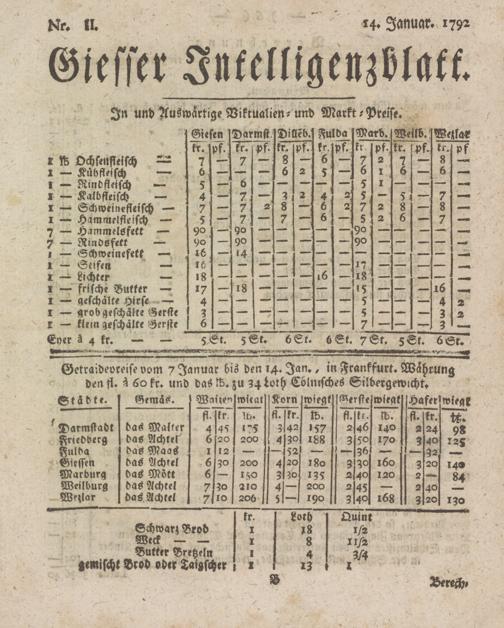 Nr. II. 14. Januar. 1792
Giesser Intelligenzblatt.
In und Auswärtige Viktualien- und Markt-Preise.
Giesen Darmst. Dilleb. Fulda Marb. Weilb. Wezlar
kr. pf. kr. pf. kr. pf. kr. pf. kr. pf. kr. pf. kr. pf
1 ℔ Ochsenfleisch — 7 — 7 — 8 — 6 — 7 2 7 — 8 —
1 — Kühfleisch — 6 — — — 6 2 5 — 6 1 6 — 6 —
1 — Rindfleisch — 5 — 6 — — — — — 5 1 — — — —
1 — Kalbfleisch — 4 — 7 — 3 2 4 2 5 — 5 — 7 —
1 — Schweinefleisch — 7 — 7 2 8 — 6 2 7 2 8 — 8 —
1 — Hammelfleisch — 5 — 7 — 7 — 6 — 5 2 6 — 7 —
7 — Hammelsfett — 90 — 90 — — — — — 90 — — — — —
7 — Rindsfett — 90 — 90 — — — — — 90 — — — — —
1 — Schweinefett — 16 — 14
1 — Seifen — 16 — — — — — — — 17 — — — — —
1 — Lichter — 18 — — — — — 16 — 18 — — — — —
1 — frische Butter — 17 — 18 — — — — — 15 — — — 16 —
1 — geschälte Hirse — 4 — — — — — — — 5 — — — 4 2
1 — grob geschälte Gerste 3 — — — — — — — 5 — — — 3 2
1 — klein geschälte Gerste 6 — — — — — — — 7 — — — 3 2
Eyer à 4 kr. — 5 St. 5 St. 5 St. 6 St. 7 St. 5 St. 6 St.
Getraidepreise vom 7 Januar bis den 14. Jan., in Frankfurt. Währung
den fl. à 60 kr. und das ℔. zu 34 Loth Cölnisches Silbergewicht.
Städte. Gemäs. Waitzen wiegt Korn wiegt Gerste wiegt Hafer wiegt
fl. kr. ℔. fl. kr. ℔. fl. kr. ℔. fl. kr. ℔.
Darmstadt das Malter 4 45 175 3 42 157 2 46 140 2 24 98
Friedberg das Achtel 6 20 200 4 30 188 3 50 170 3 40 125
Fulda das Maas 1 12 — — 52 — — 36 — — 32 —
Giessen das Achtel 6 30 200 4 20 180 3 30 160 3 20 140
Marburg das Mött 6 — 150 3 30 135 2 40 120 2 — 84
Weilburg das Achtel 7 30 210 4 — 200 2 45 — 2 40 —
Wezlar das Achtel 7 10 206 5 — 190 3 40 168 3 20 130
kr. Loth Quint
Schwarz Brod 1 18 1/2
Weck — — 1 8 11/2
Butter Bretzeln 1 4 3/4
gemischt Brod oder Taigscher 1 13 1
B Berech-